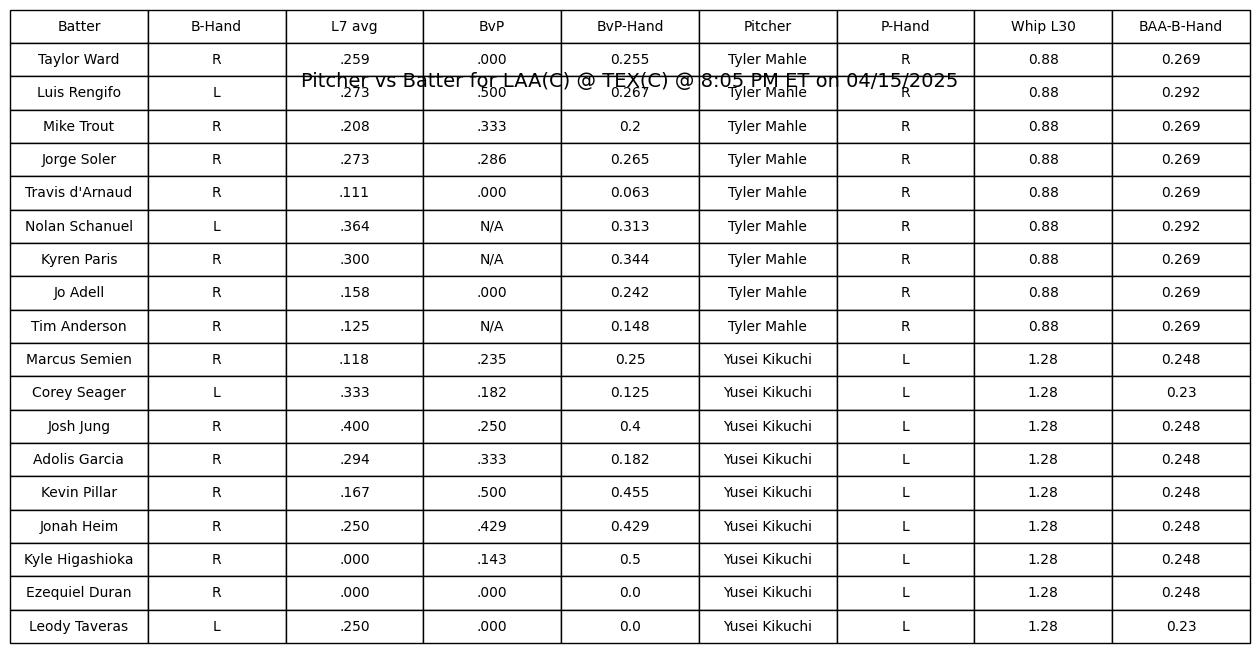 Batter B-Hand L7 avg BvP BvP-Hand Pitcher P-Hand Whip L30 BAA-B-Hand
Taylor Ward R .259 .000 0.255 Tyler Mahle R 0.88 0.269
Pitcher vs Batter for LAA(C) @ TEX(C) @ 8:05 PM ET on 04/15/2025
Luis Rengifo L .273 .500 0.267 Tyler Mahle R 0.88 0.292
Mike Trout R .208 .333 0.2 Tyler Mahle R 0.88 0.269
Jorge Soler R .273 .286 0.265 Tyler Mahle R 0.88 0.269
Travis d'Arnaud R .111 .000 0.063 Tyler Mahle R 0.88 0.269
Nolan Schanuel L .364 N/A 0.313 Tyler Mahle R 0.88 0.292
Kyren Paris R .300 N/A 0.344 Tyler Mahle R 0.88 0.269
Jo Adell R .158 .000 0.242 Tyler Mahle R 0.88 0.269
Tim Anderson R .125 N/A 0.148 Tyler Mahle R 0.88 0.269
Marcus Semien R .118 .235 0.25 Yusei Kikuchi L 1.28 0.248
Corey Seager L .333 .182 0.125 Yusei Kikuchi L 1.28 0.23
Josh Jung R .400 .250 0.4 Yusei Kikuchi L 1.28 0.248
Adolis Garcia R .294 .333 0.182 Yusei Kikuchi L 1.28 0.248
Kevin Pillar R .167 .500 0.455 Yusei Kikuchi L 1.28 0.248
Jonah Heim R .250 .429 0.429 Yusei Kikuchi L 1.28 0.248
Kyle Higashioka R .000 .143 0.5 Yusei Kikuchi L 1.28 0.248
Ezequiel Duran R .000 .000 0.0 Yusei Kikuchi L 1.28 0.248
Leody Taveras L .250 .000 0.0 Yusei Kikuchi L 1.28 0.23